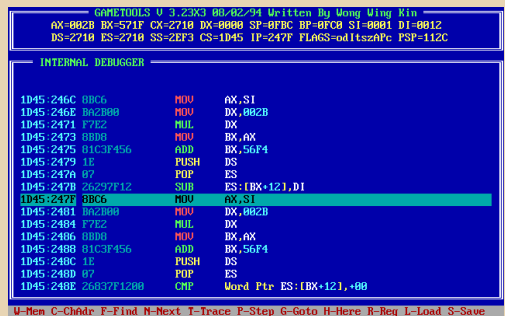 GAMETOOLS V 3.23X3 08/02/94 Written By Wong Wing Kin
AX=002B BX=571F CX=2710 DX=0000 SP=0FBC BP=0FC0 SI=0001 DI=0012
DS=2710 ES=2710 SS=2EF3 CS=1D45 IP=247F FLAGS=odItszAPc PSP=112C
INTERNAL DEBUGGER
1D45:246C 8BC6 MOV AX,SI
1D45:246E BA2B00 MOV DX,002B
1D45:2471 F7E2 MUL DX
1D45:2473 8BD8 MOV BX,AX
1D45:2475 81C3F456 ADD BX,56F4
1D45:2479 1E PUSH DS
1D45:247A 07 POP ES
1D45:247B 26297F12 SUB ES:[BX+12],DI
1D45:247F 8BC6 MOV AX,SI
1D45:2481 BA2B00 MOV DX,002B
1D45:2484 F7E2 MUL DX
1D45:2486 8BD8 MOV BX,AX
1D45:2488 81C3F456 ADD BX,56F4
1D45:248C 1E PUSH DS
1D45:248D 07 POP ES
1D45:248E 26837F1200 CMP Word Ptr ES:[BX+12],+00
W-Mem C-ChAdr F-Find N-Next T-Trace P-Step G-Goto H-Here R-Reg L-Load S-Save